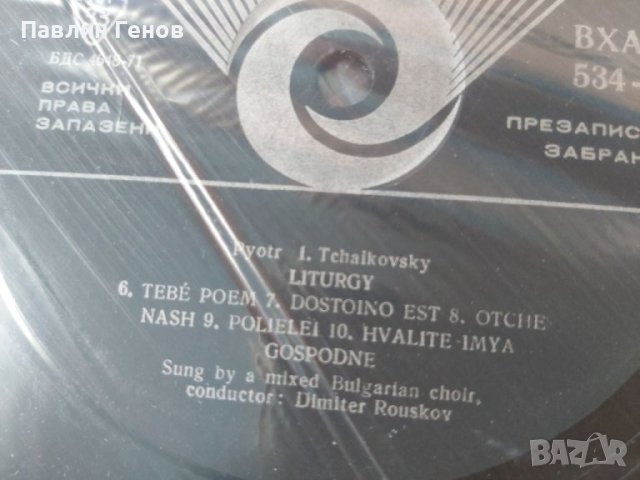 Павлин Генов
БДС 4648-71
ВСИЧКИ
ПРАВА
ЗАПАЗЕНИ
ВХА
534-
ПРЕЗАПИС
ЗАБРАН
Pyotr I. Tchaikovsky
LITURGY
6. TEBÉ POEM 7. DOSTOINO EST 8. OTCHE
NASH 9. POLIELEI 10. HVALITE IMYA
GOSPODNE
Sung by a mixed Bulgarian choir,
conductor: Dimiter Rouskov
BAZAR